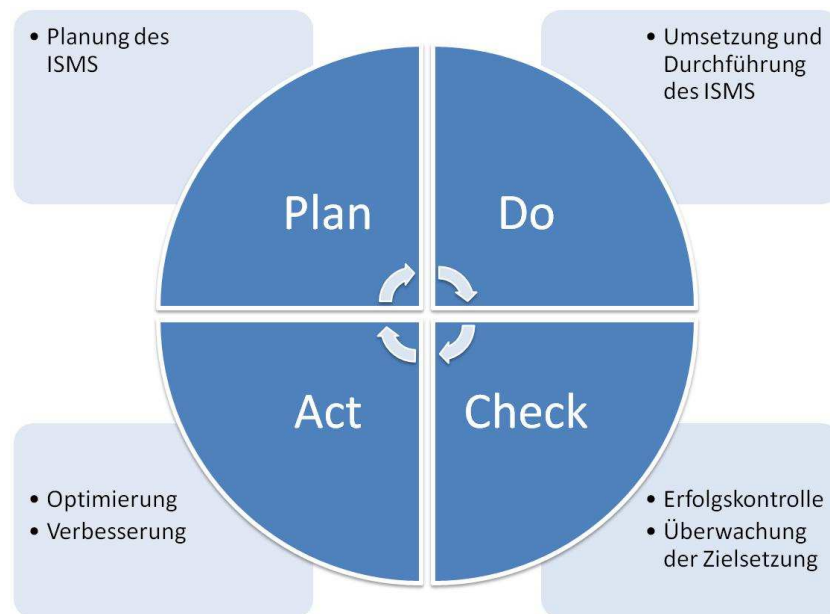 • Planung des
ISMS
• Umsetzung und
Durchführung
des ISMS
Plan
Do
Act
Check
• Optimierung
• Verbesserung
• Erfolgskontrolle
• Überwachung
der Zielsetzung